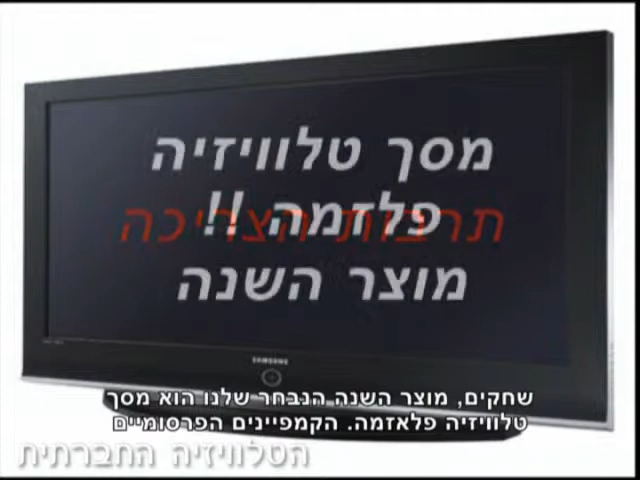 מסך טלוויזיה
פלזמה !!
תרבות הצריכה
מוצר השנה
SAMSUNG
שחקים, מוצר השנה הנבחר שלנו הוא מסך
טלוויזיה פלאזמה. הקמפיינים הפרסומיים
הטלוויזיה החברתית